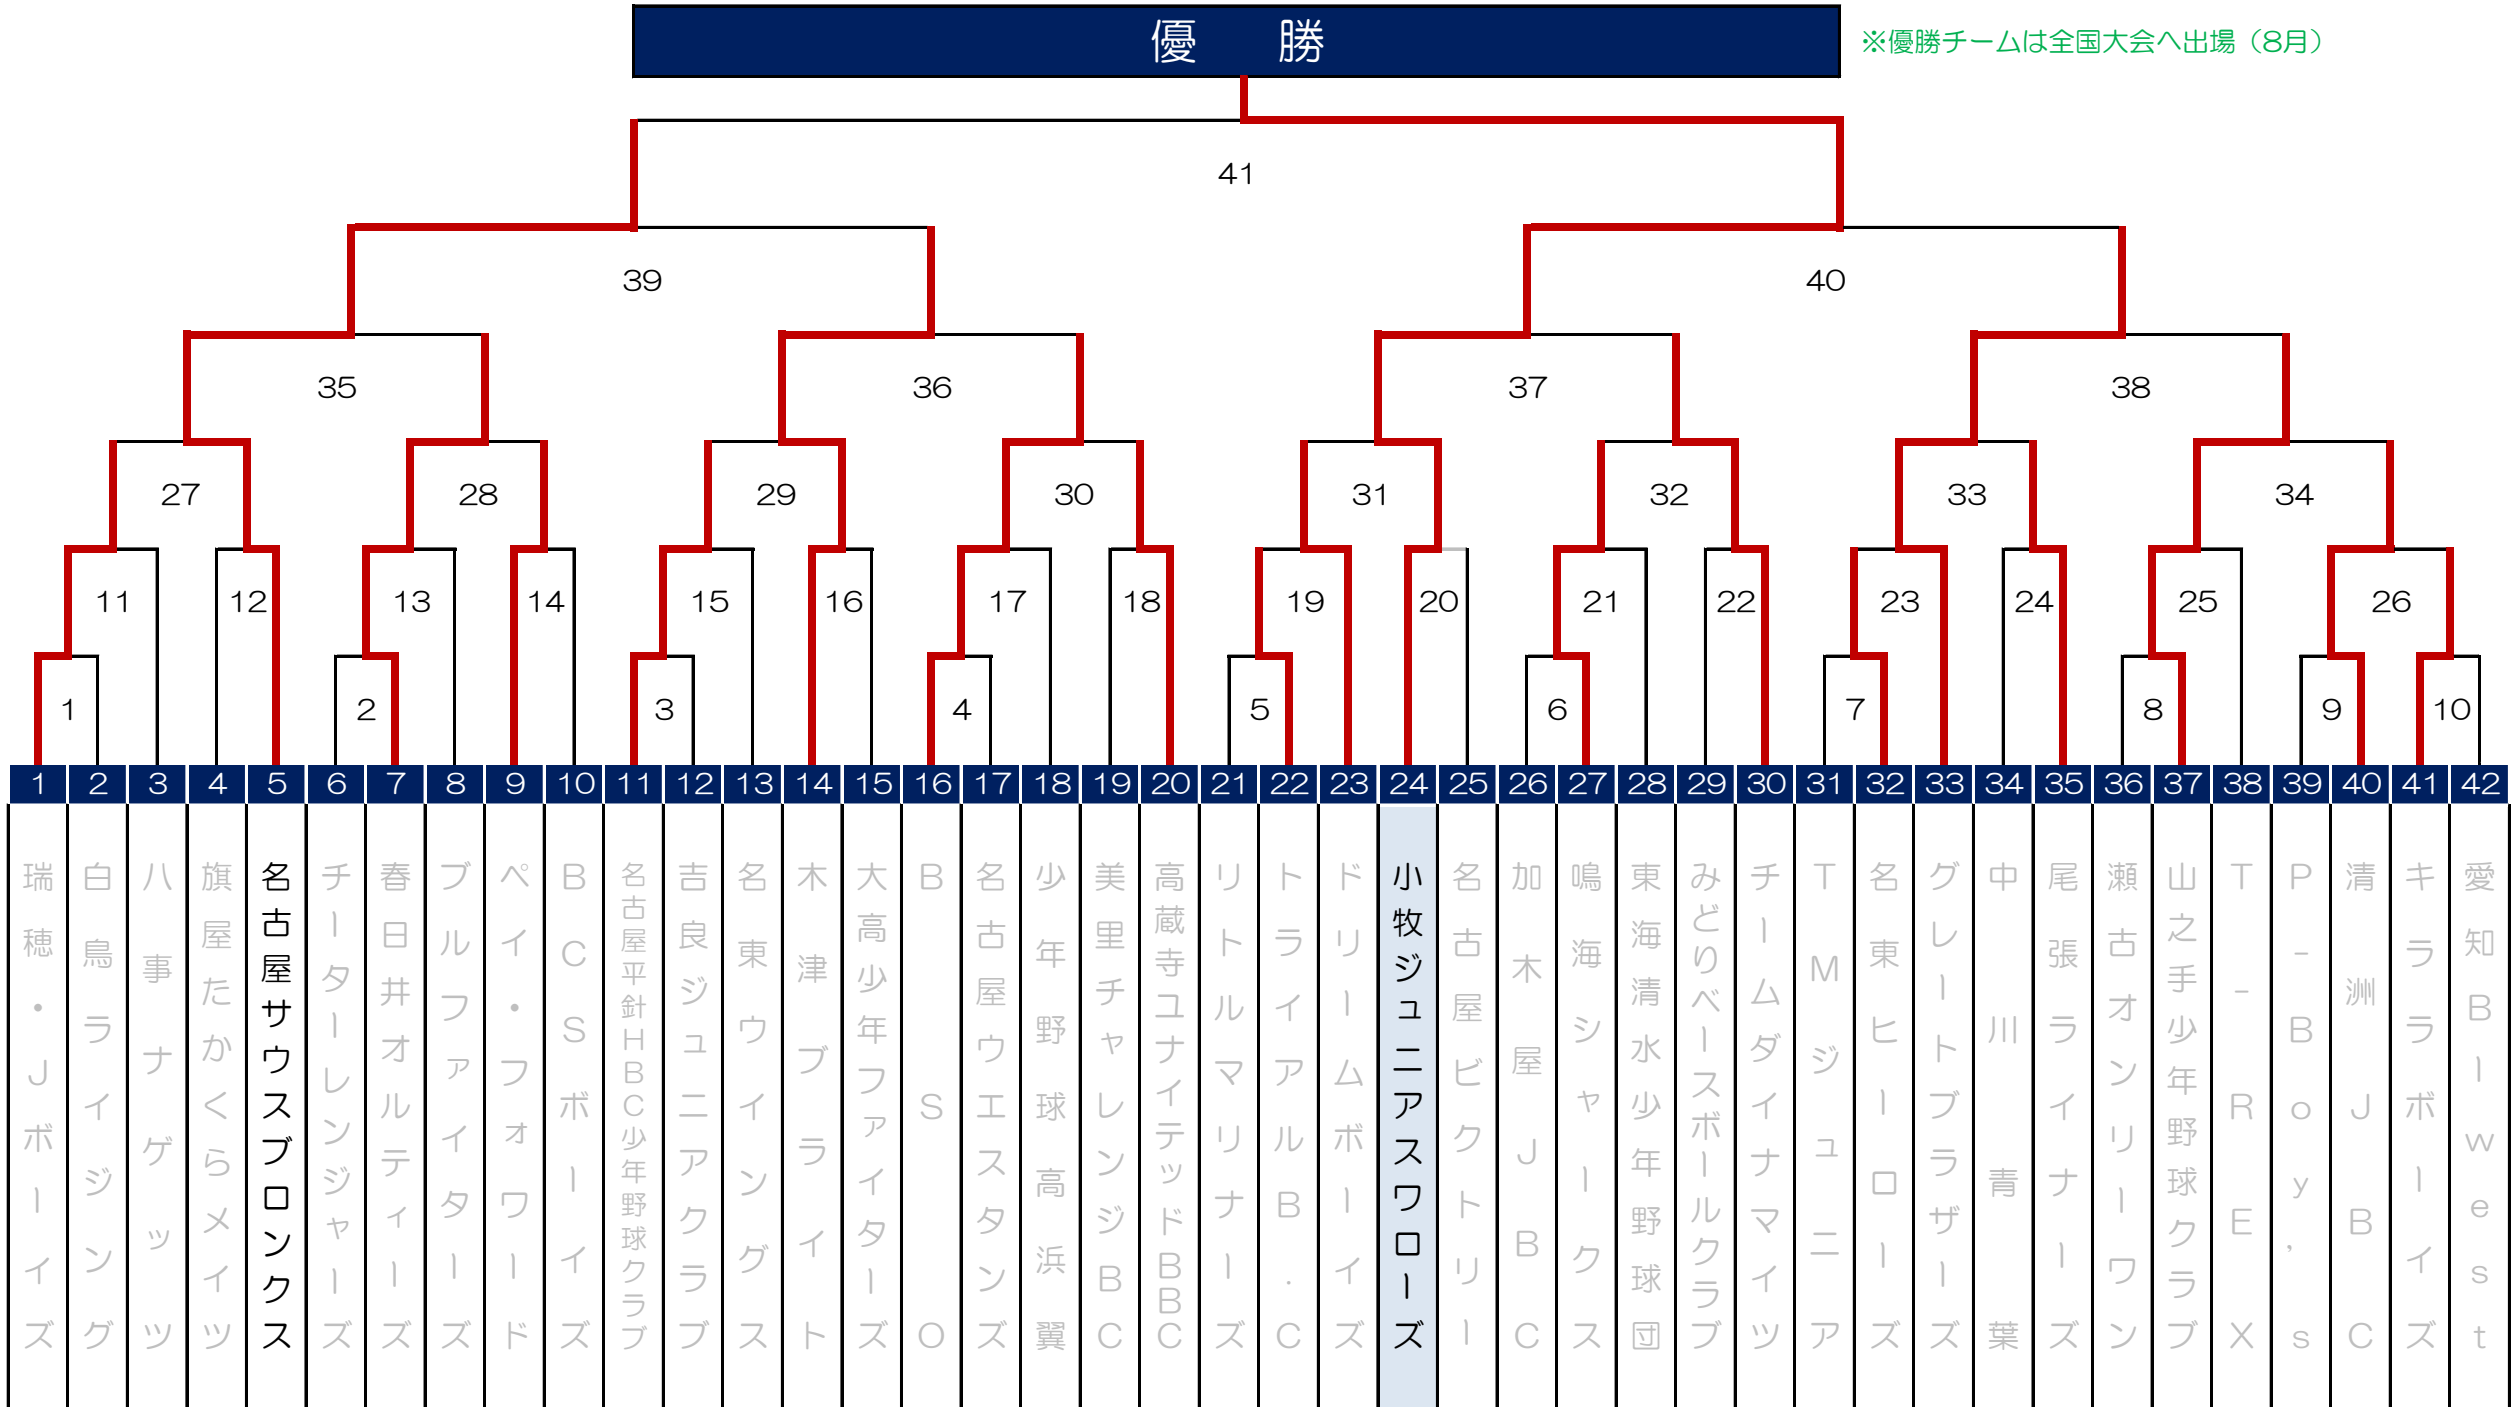 優　勝
※優勝チームは全国大会へ出場（8月）
41
39
40
35
36
37
38
27
28
29
30
31
32
33
34
11
12
13
14
15
16
17
18
19
20
21
22
23
24
25
26
1
2
3
4
5
6
7
8
9
10
1 2 3 4 5 6 7 8 9 10 11 12 13 14 15 16 17 18 19 20 21 22 23 24 25 26 27 28 29 30 31 32 33 34 35 36 37 38 39 40 41 42
瑞穂・Jボーイズ
白鳥ライジング
八事ナゲッツ
旗屋たかくらメイツ
名古屋サウスブロンクス
チーターレンジャーズ
春日井オルティーズ
ブルファイターズ
ペイ・フォワード
BCSボーイズ
名古屋平針HBC少年野球クラブ
吉良ジュニアクラブ
名東ウイングス
木津ブライト
大高少年ファイターズ
BSO
名古屋ウエスタンズ
少年野球高浜翼
美里チャレンジBC
高蔵寺ユナイテッドBBC
リトルマリナーズ
トライアルB.C
ドリームボーイズ
小牧ジュニアスワローズ
名古屋ビクトリー
加木屋JBC
鳴海シャークス
東海清水少年野球団
みどりベースボールクラブ
チームダイナマイツ
TMジュニア
名東ヒーローズ
グレートブラザーズ
中川青葉
尾張ライナーズ
瀬古オンリーワン
山之手少年野球クラブ
T-REX
P-Boy's
清洲JBC
キララボーイズ
愛知BIwest